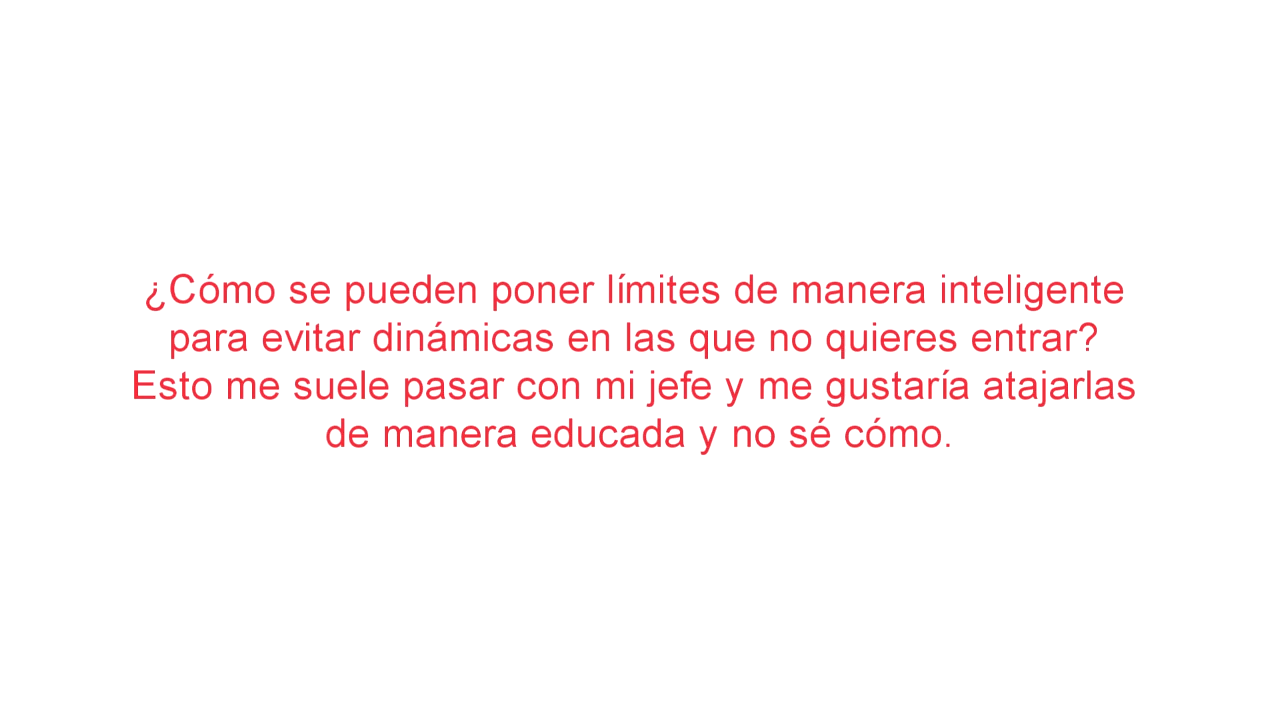 ¿Cómo se pueden poner límites de manera inteligente
para evitar dinámicas en las que no quieres entrar?
Esto me suele pasar con mi jefe y me gustaría atajarlas
de manera educada y no sé cómo.